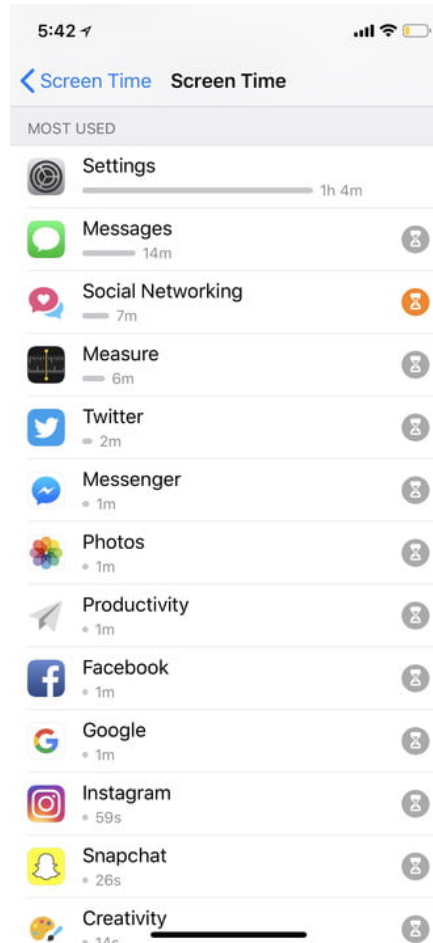 5:42
Screen Time Screen Time
MOST USED
Settings
1h 4m
Messages
14m
Social Networking
7m
Measure
6m
Twitter
2m
Messenger
1m
Photos
1m
Productivity
1m
Facebook
1m
Google
1m
Instagram
59s
Snapchat
26s
Creativity
14s